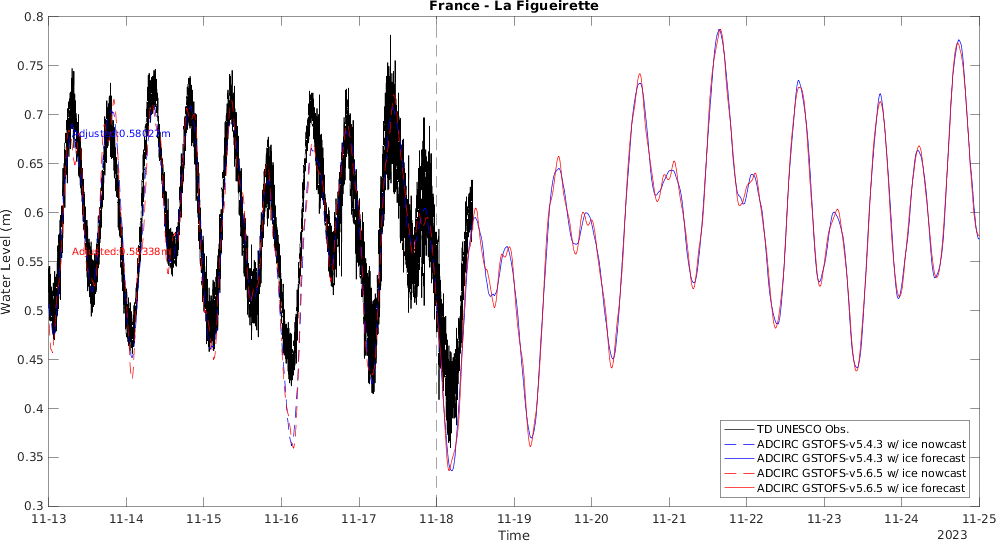 France - La Figueirette
0.8
0.75
0.7
0.65
0.6
0.55
0.5
0.45
0.4
0.35
0.3
Water Level (m)
Adjusted:0.58027m
Adjusted:0.58338m
11-13
11-14
11-15
11-16
11-17
11-18
11-19
11-20
11-21
11-22
11-23
11-24
11-25
Time
2023
TD UNESCO Obs.
ADCIRC GSTOFS-v5.4.3 w/ ice nowcast
ADCIRC GSTOFS-v5.4.3 w/ ice forecast
ADCIRC GSTOFS-v5.6.5 w/ ice nowcast
ADCIRC GSTOFS-v5.6.5 w/ ice forecast